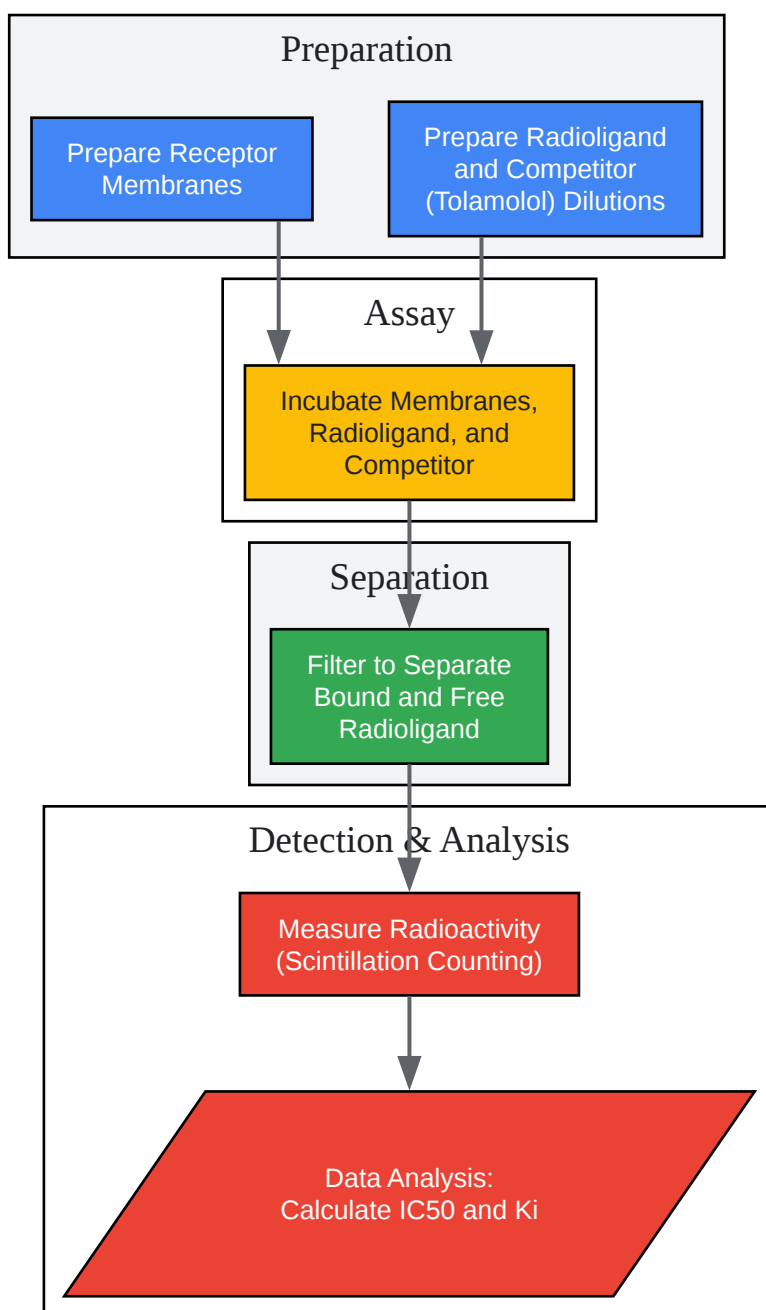 Preparation
Prepare Receptor
Membranes
Prepare Radioligand
and Competitor
(Tolamolol) Dilutions
Assay
Incubate Membranes,
Radioligand, and
Competitor
Separation
Filter to Separate
Bound and Free
Radioligand
Detection & Analysis
Measure Radioactivity
(Scintillation Counting)
Data Analysis:
Calculate IC50 and Ki